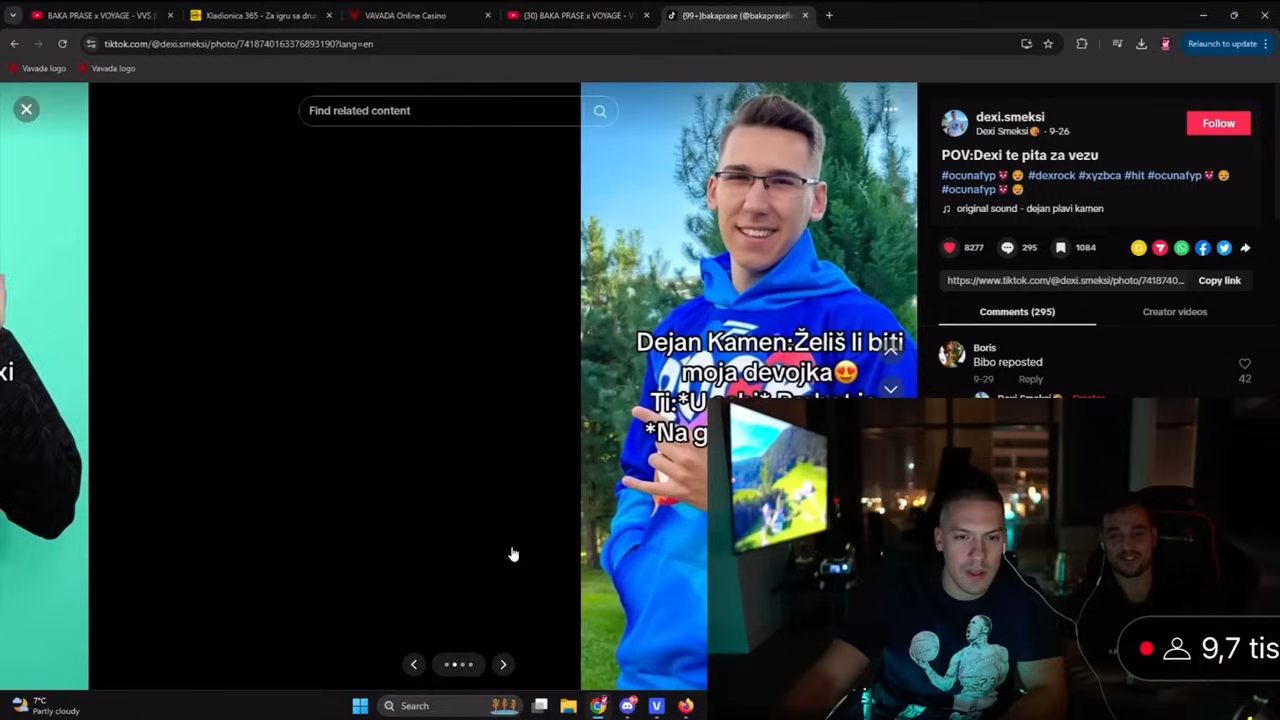 BAKA PRASE x VOYAGE - VVS
Kladionica 365 - Za igru sa dru
VAVADA Online Casino
(30) BAKA PRASE x VOYAGE - V
(99+)bakaprase (@bakaprasefl
tiktok.com/@dexi.smeksi/photo/7418740163376893190?lang=en
Relaunch to update
Vavada logo
Vavada logo
Find related content
xi
Dejan Kamen:Želiš li biti
moja devojka😍
Ti:*U
*Na g
dexi.smeksi
Dexi Smeksi · 9-26
Follow
POV:Dexi te pita za vezu
#ocunafyp #dexrock #xyzbca #hit #ocunafyp
#ocunafyp
original sound - dejan plavi kamen
8277
295
1084
https://www.tiktok.com/@dexi.smeksi/photo/7418740...
Copy link
Comments (295)
Creator videos
Boris
Bibo reposted
9-29 Reply
42
9,7 tis
7°C
Partly cloudy
Search